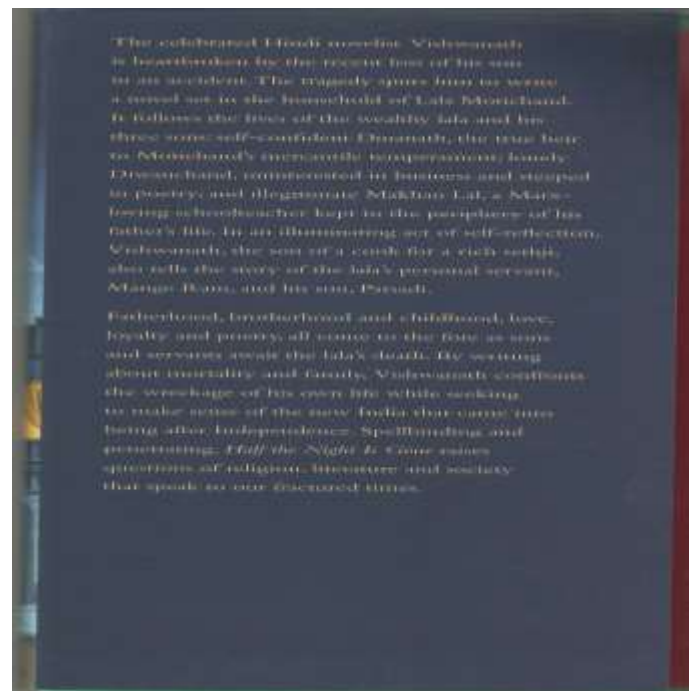 The celebrated Hindi novelist Vishwanath
is heartbroken by the recent loss of his son
in an accident. The tragedy spurs him to write
a novel set in the household of Lala Motichand.
It follows the lives of the wealthy lala and his
three sons: self-confident Dinanath, the true heir
to Motichand's mercantile temperament; lonely
Diwanchand, uninterested in business and steeped
in poetry; and illegitimate Makhan Lal, a Marx-
loving schoolteacher kept to the periphery of his
father's life. In an illuminating act of self-reflection,
Vishwanath, the son of a cook for a rich sethji,
also tells the story of the lala's personal servant,
Mange Ram, and his son, Parsadi.
Fatherhood, brotherhood and childhood, love,
loyalty and poetry, all come to the fore as sons
and servants await the lala's death. By writing
about mortality and family, Vishwanath confronts
the wreckage of his own life while seeking
to make sense of the new India that came into
being after Independence. Spellbinding and
penetrating, Half the Night Is Gone raises
questions of religion, literature and society
that speak to our fractured times.